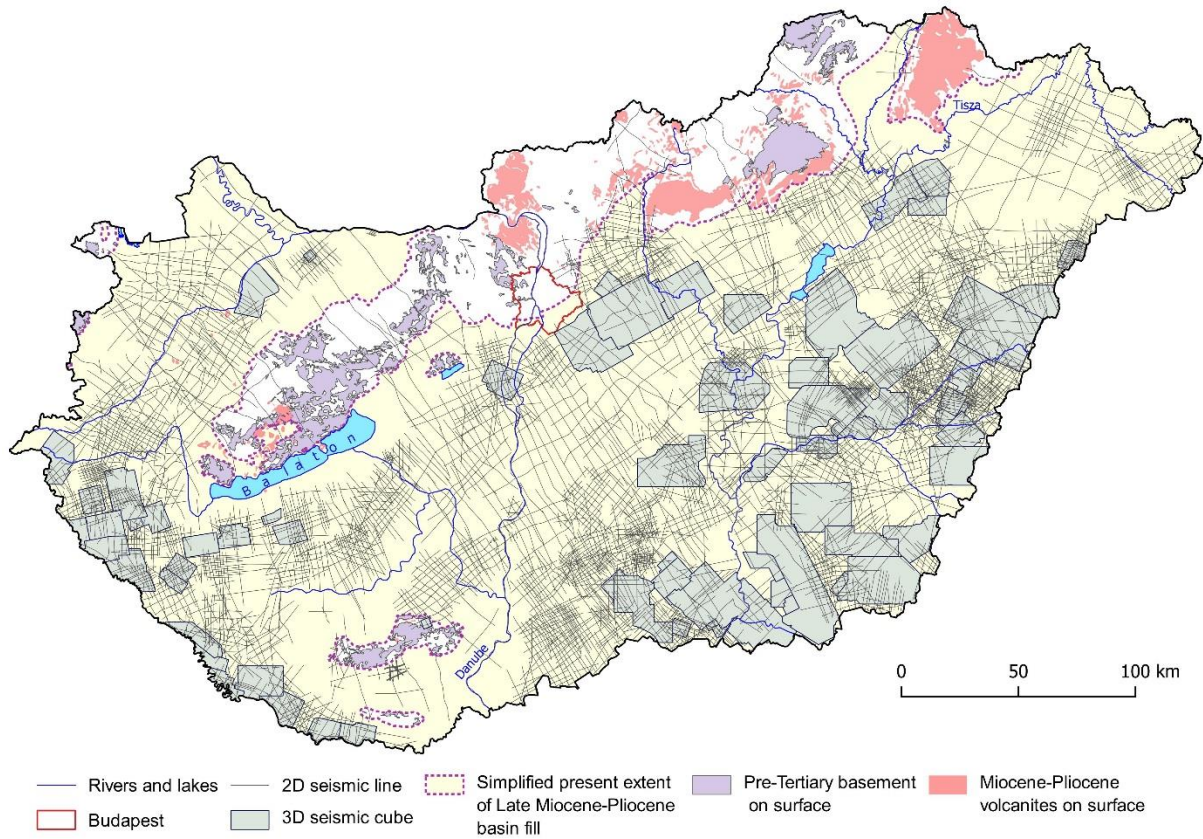 Tisza
Balaton
Danube
0 50 100 km
Rivers and lakes
2D seismic line
Simplified present extent
of Late Miocene-Pliocene
basin fill
Pre-Tertiary basement
on surface
Miocene-Pliocene
volcanites on surface
Budapest
3D seismic cube